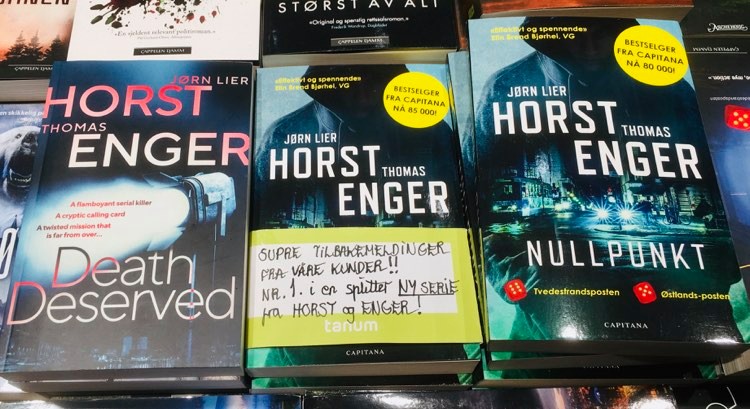 «Et sjeldent relevant politiroman.»
CAPPELEN DAMM
STØRST AV ALT
«Original og spenstig rettssalsroman.»
CAPPELEN DAMM
JØRN LIER
HORST
THOMAS
ENGER
A flamboyant serial killer
A cryptic calling card
A twisted mission that
is far from over...
Death
Deserved
«Effektivt og spennende»
Elin Brend Bjørhei, VG
BESTSELGER
FRA CAPITANA
NÅ 85 000!
JØRN LIER
HORST THOMAS
ENGER
SUPRE TILBAKEMELDINGER
FRA VÅRE KUNDER!!
NR. 1. i en splitter NY SERIE
fra HORST og ENGER!
tanum
CAPITANA
«Effektivt og spennende»
Elin Brend Bjørhei, VG
BESTSELGER
FRA CAPITANA
NÅ 80 000!
JØRN LIER
HORST THOMAS
ENGER
NULLPUNKT
Tvedestrandsposten
Østlands-posten
CAPITANA